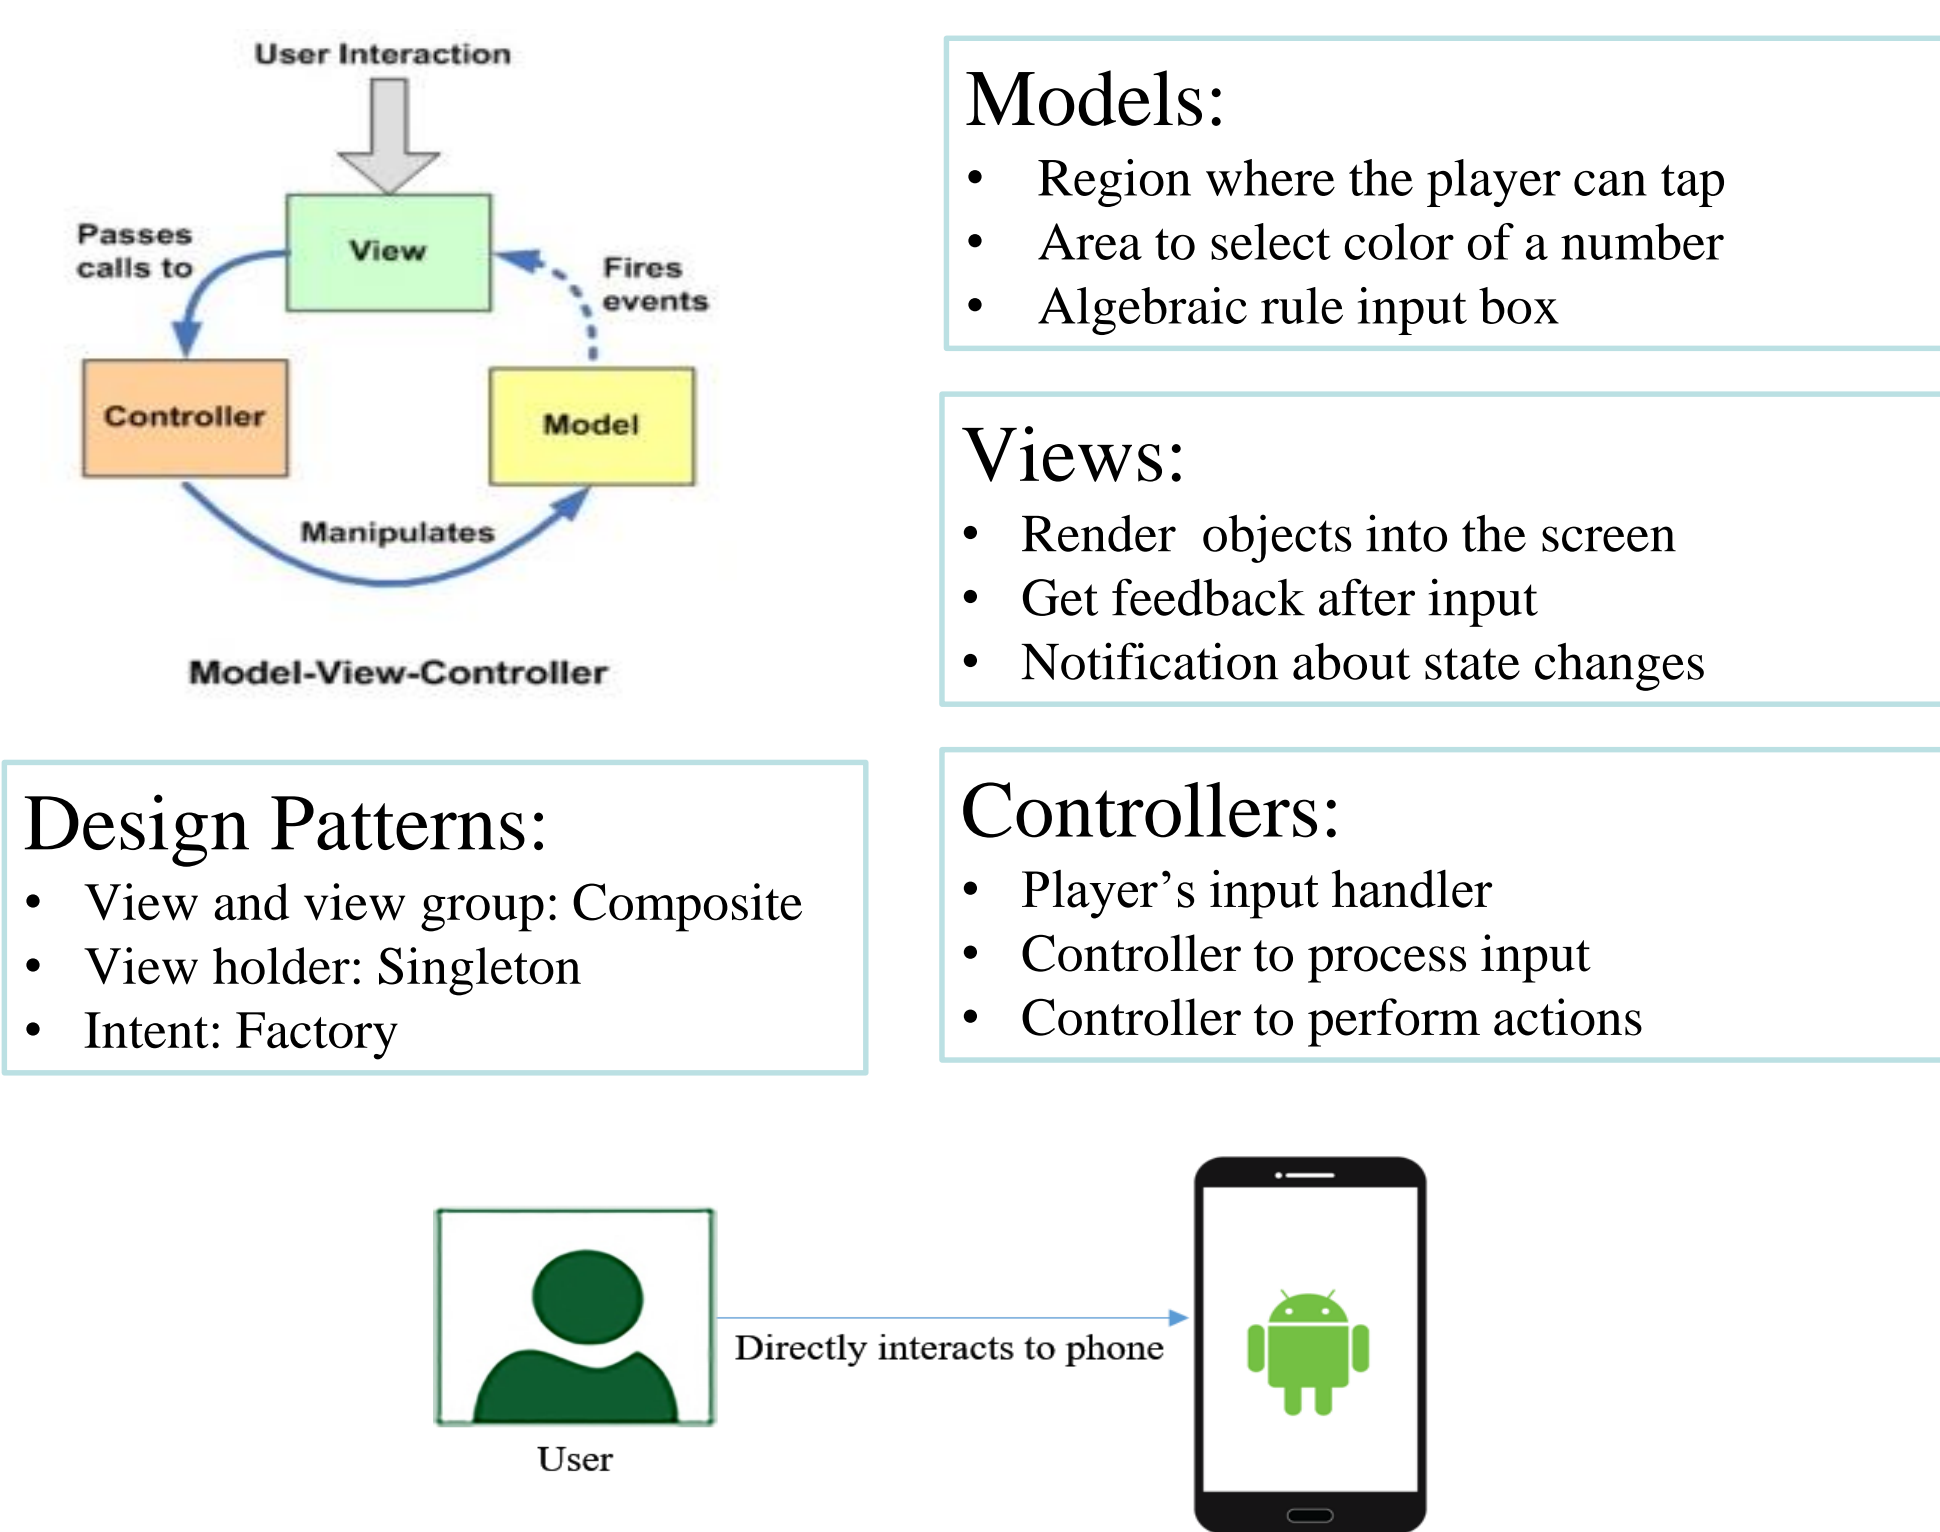 User Interaction
Passes
calls to
View
Fires
events
Controller
Model
Manipulates
Model-View-Controller
Models:
• Region where the player can tap
• Area to select color of a number
• Algebraic rule input box
Views:
• Render  objects into the screen
• Get feedback after input
• Notification about state changes
Design Patterns:
• View and view group: Composite
• View holder: Singleton
• Intent: Factory
Controllers:
• Player’s input handler
• Controller to process input
• Controller to perform actions
Directly interacts to phone
User